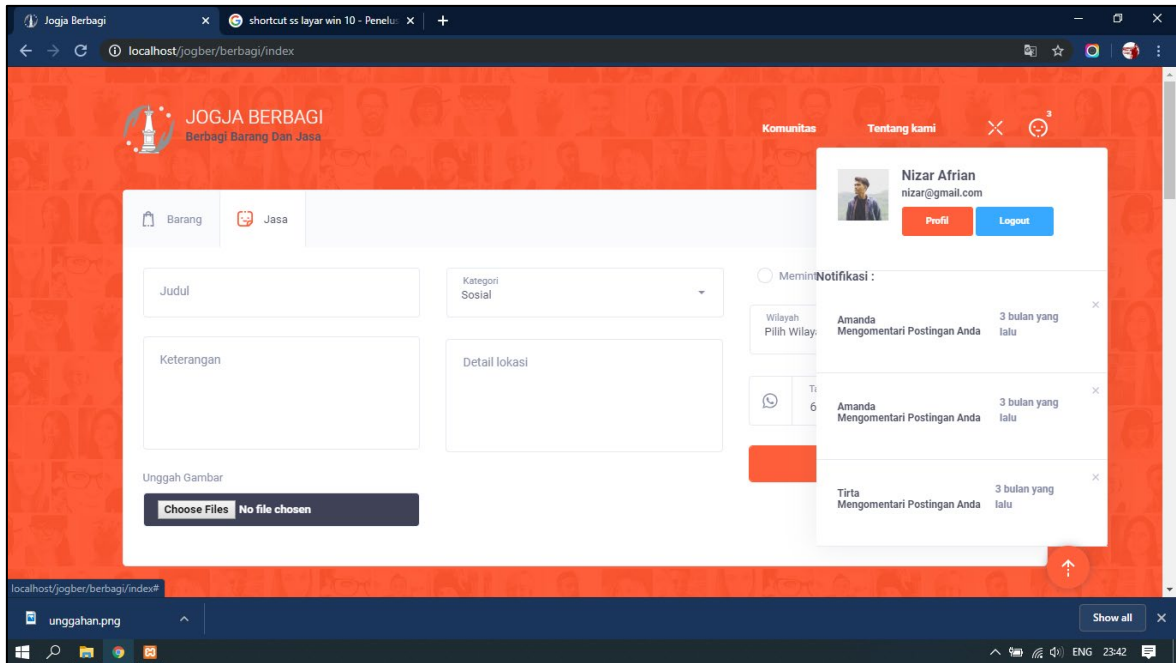 Jogja Berbagi
shortcut ss layar win 10 - Penelus
localhost/jogber/berbagi/index
JOGJA BERBAGI
Berbagi Barang Dan Jasa
Komunitas
Tentang kami
3
Nizar Afrian
nizar@gmail.com
Profil
Logout
Barang
Jasa
Judul
Kategori
Sosial
Memint
Notifikasi :
Wilayah
Pilih Wilay
Amanda
Mengomentari Postingan Anda
3 bulan yang
lalu
Keterangan
Detail lokasi
6
Amanda
Mengomentari Postingan Anda
3 bulan yang
lalu
Unggah Gambar
Choose Files No file chosen
Tirta
Mengomentari Postingan Anda
3 bulan yang
lalu
localhost/jogber/berbagi/index#
unggahan.png
Show all
ENG 23:42